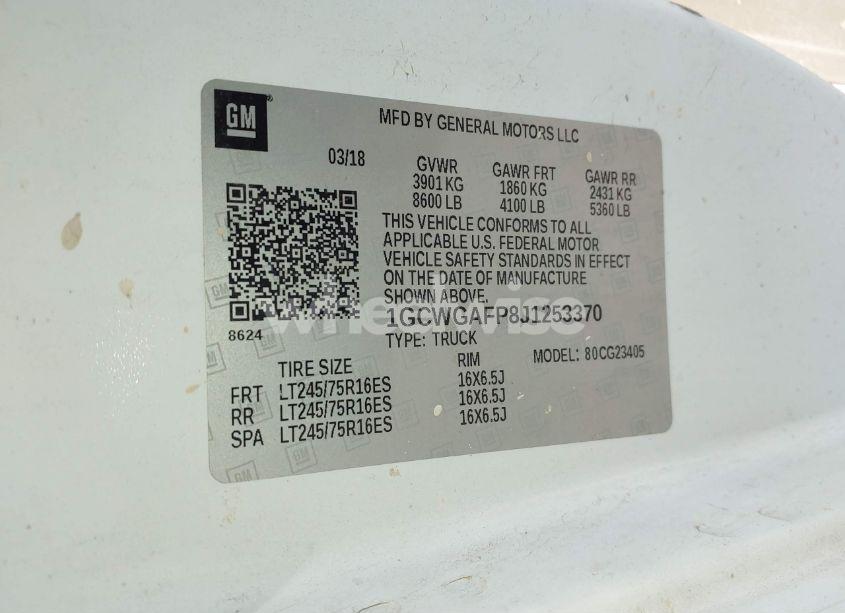 GM
MFD BY GENERAL MOTORS LLC
03/18
GVWR GAWR FRT GAWR RR
3901 KG 1860 KG 2431 KG
8600 LB 4100 LB 5360 LB
THIS VEHICLE CONFORMS TO ALL
APPLICABLE U.S. FEDERAL MOTOR
VEHICLE SAFETY STANDARDS IN EFFECT
ON THE DATE OF MANUFACTURE
SHOWN ABOVE.
wheelwise
8624
1GCWGAFP8J1253370
TYPE: TRUCK MODEL: 80CG23405
TIRE SIZE RIM
FRT LT245/75R16ES 16X6.5J
RR LT245/75R16ES 16X6.5J
SPA LT245/75R16ES 16X6.5J